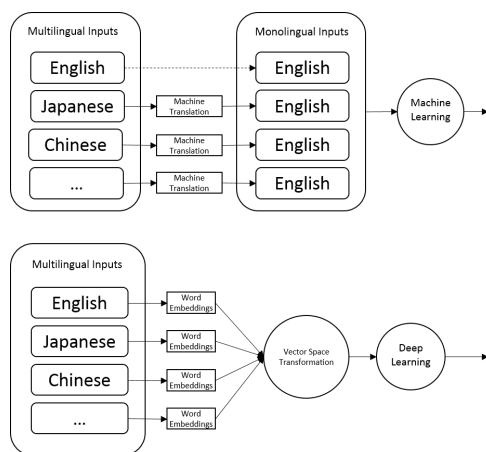 Multilingual Inputs
English
Japanese
Chinese
...
Machine
Translation
Machine
Translation
Machine
Translation
Monolingual Inputs
English
English
English
English
Machine
Learning
Multilingual Inputs
English
Japanese
Chinese
...
Word
Embeddings
Word
Embeddings
Word
Embeddings
Word
Embeddings
Vector Space
Transformation
Deep
Learning